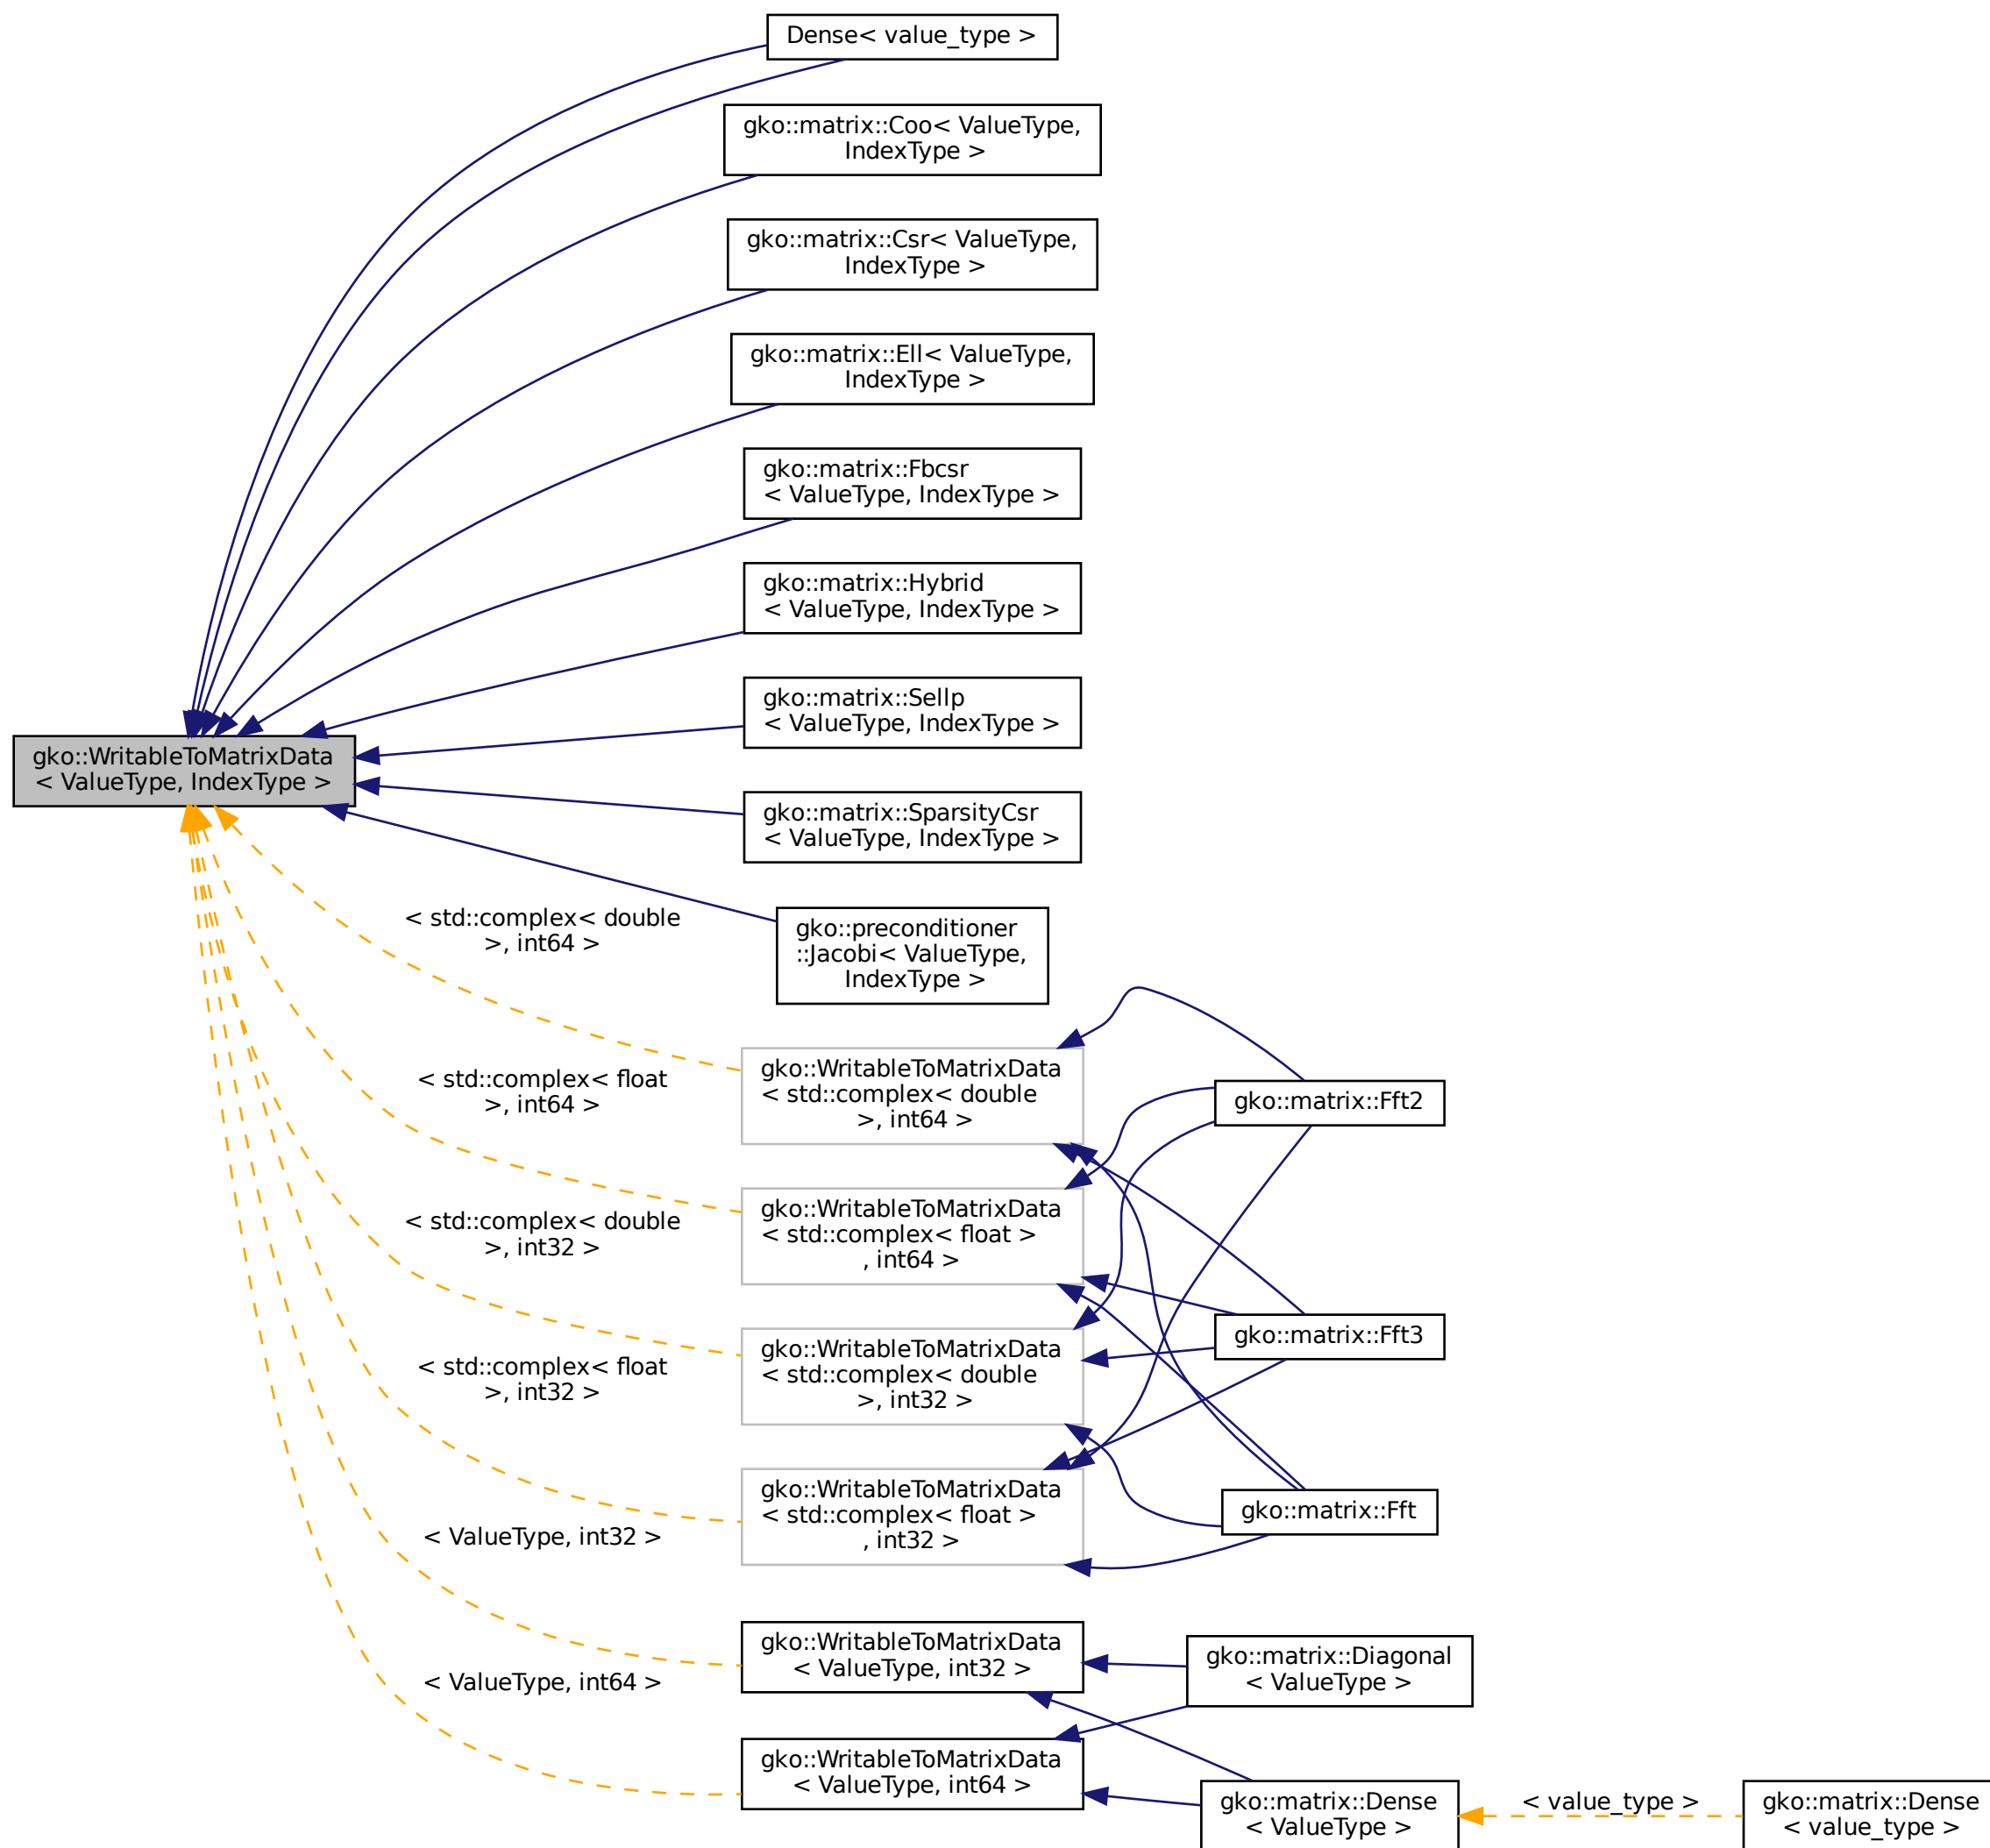 Dense< value_type >
gko::matrix::Coo< ValueType,
IndexType >
gko::matrix::Csr< ValueType,
IndexType >
gko::matrix::Ell< ValueType,
IndexType >
gko::matrix::Fbcsr
< ValueType, IndexType >
gko::matrix::Hybrid
< ValueType, IndexType >
gko::matrix::Sellp
< ValueType, IndexType >
gko::WritableToMatrixData
< ValueType, IndexType >
gko::matrix::SparsityCsr
< ValueType, IndexType >
gko::preconditioner
::Jacobi< ValueType,
IndexType >
< std::complex< double
>, int64 >
gko::WritableToMatrixData
< std::complex< double
>, int64 >
< std::complex< float
>, int64 >
gko::matrix::Fft2
gko::WritableToMatrixData
< std::complex< float >
, int64 >
< std::complex< double
>, int32 >
gko::matrix::Fft3
gko::WritableToMatrixData
< std::complex< double
>, int32 >
< std::complex< float
>, int32 >
gko::WritableToMatrixData
< std::complex< float >
, int32 >
gko::matrix::Fft
< ValueType, int32 >
gko::WritableToMatrixData
< ValueType, int32 >
gko::matrix::Diagonal
< ValueType >
< ValueType, int64 >
gko::WritableToMatrixData
< ValueType, int64 >
gko::matrix::Dense
< ValueType >
< value_type >
gko::matrix::Dense
< value_type >